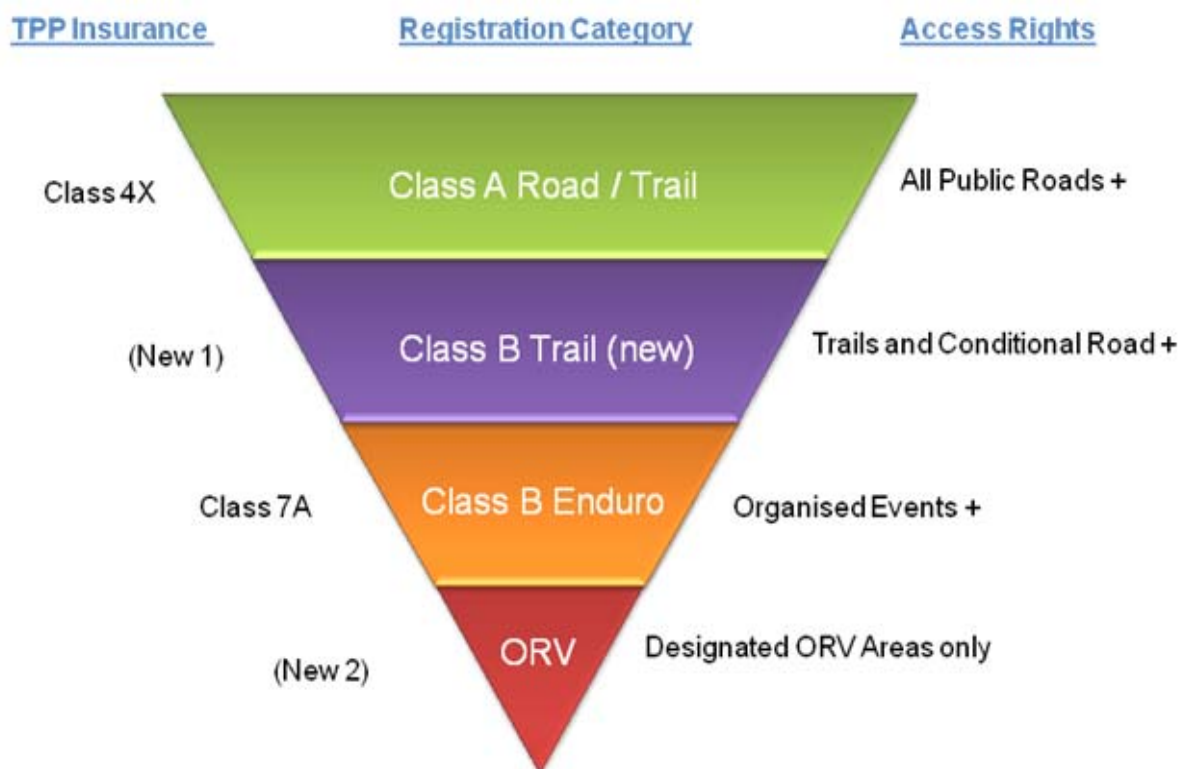 TPP Insurance Registration Category Access Rights
Class 4X Class A Road / Trail All Public Roads +
(New 1) Class B Trail (new) Trails and Conditional Road +
Class 7A Class B Enduro Organised Events +
(New 2) ORV Designated ORV Areas only